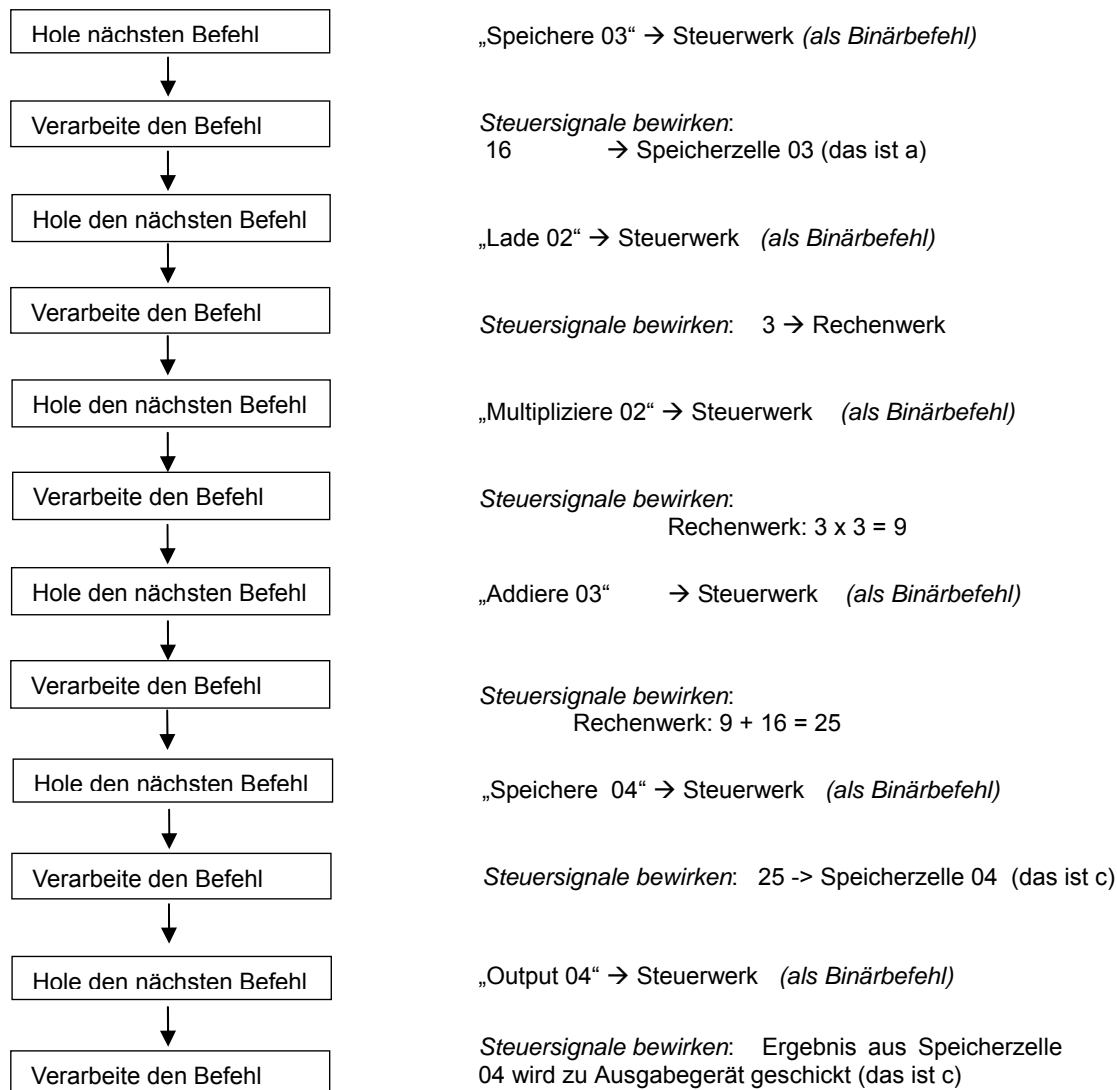 Hole nächsten Befehl
„Speichere 03“ → Steuerwerk (als Binärbefehl)
Verarbeite den Befehl
Steuersignale bewirken:
16 → Speicherzelle 03 (das ist a)
Hole den nächsten Befehl
„Lade 02“ → Steuerwerk (als Binärbefehl)
Verarbeite den Befehl
Steuersignale bewirken: 3 → Rechenwerk
Hole den nächsten Befehl
„Multipliziere 02“ → Steuerwerk (als Binärbefehl)
Verarbeite den Befehl
Steuersignale bewirken:
Rechenwerk: 3 x 3 = 9
Hole den nächsten Befehl
„Addiere 03“ → Steuerwerk (als Binärbefehl)
Verarbeite den Befehl
Steuersignale bewirken:
Rechenwerk: 9 + 16 = 25
Hole den nächsten Befehl
„Speichere 04“ → Steuerwerk (als Binärbefehl)
Verarbeite den Befehl
Steuersignale bewirken: 25 -> Speicherzelle 04 (das ist c)
Hole den nächsten Befehl
„Output 04“ → Steuerwerk (als Binärbefehl)
Verarbeite den Befehl
Steuersignale bewirken: Ergebnis aus Speicherzelle
04 wird zu Ausgabegerät geschickt (das ist c)